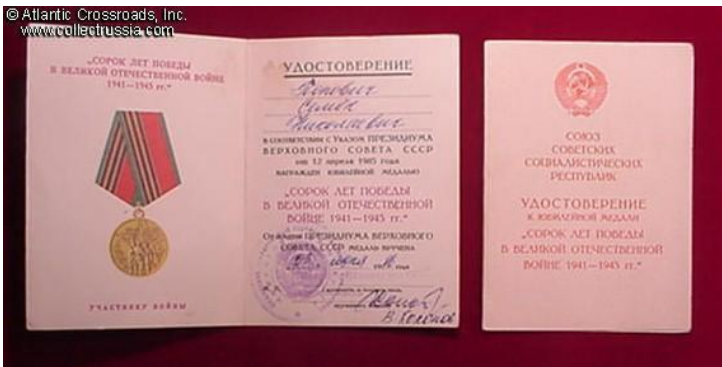 © Atlantic Crossroads, Inc.
www.collectrussia.com
„СОРОК ЛЕТ ПОБЕДЫ
В ВЕЛИКОЙ ОТЕЧЕСТВЕННОЙ ВОЙНЕ
1941—1945 гг.“
УЧАСТНИКУ ВОЙНЫ
УДОСТОВЕРЕНИЕ
Семён
Николаевич
В СООТВЕТСТВИИ С УКАЗОМ ПРЕЗИДИУМА
ВЕРХОВНОГО СОВЕТА СССР
от 12 апреля 1985 года
НАГРАЖДЕН ЮБИЛЕЙНОЙ МЕДАЛЬЮ
„СОРОК ЛЕТ ПОБЕДЫ
В ВЕЛИКОЙ ОТЕЧЕСТВЕННОЙ
ВОЙНЕ 1941—1945 гг.“
От имени ПРЕЗИДИУМА ВЕРХОВНОГО
СОВЕТА СССР МЕДАЛЬ ВРУЧЕНА
года
СОЮЗ
СОВЕТСКИХ
СОЦИАЛИСТИЧЕСКИХ
РЕСПУБЛИК
УДОСТОВЕРЕНИЕ
К ЮБИЛЕЙНОЙ МЕДАЛИ
„СОРОК ЛЕТ ПОБЕДЫ
В ВЕЛИКОЙ ОТЕЧЕСТВЕННОЙ
ВОЙНЕ 1941—1945 гг.“